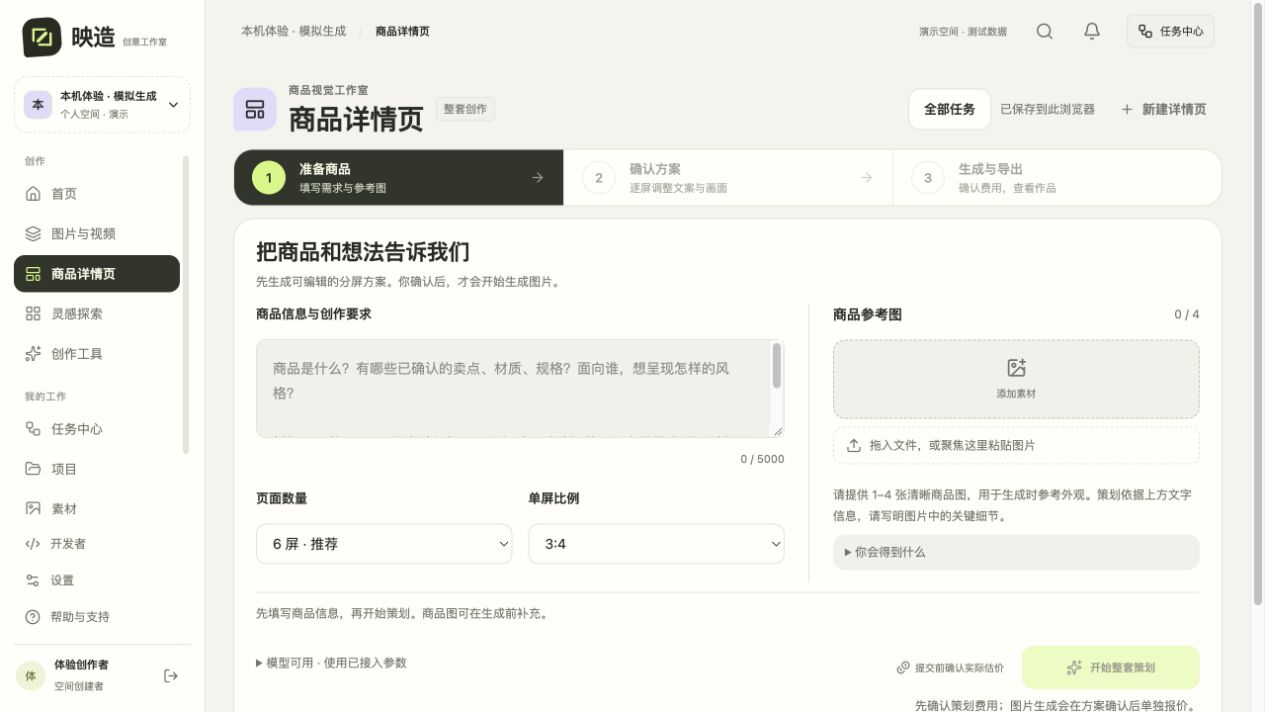 映造 创意工作室
本
本机体验 · 模拟生成
个人空间 · 演示
创作
首页
图片与视频
商品详情页
灵感探索
创作工具
我的工作
任务中心
项目
素材
开发者
设置
帮助与支持
体
体验创作者
空间创建者
本机体验 · 模拟生成 / 商品详情页
演示空间 · 测试数据
任务中心
商品视觉工作室
商品详情页 整套创作
全部任务 已保存到此浏览器 + 新建详情页
1 准备商品
填写需求与参考图
2 确认方案
逐屏调整文案与画面
3 生成与导出
确认费用，查看作品
把商品和想法告诉我们
先生成可编辑的分屏方案。你确认后，才会开始生成图片。
商品信息与创作要求
商品是什么？有哪些已确认的卖点、材质、规格？面向谁，想呈现怎样的风
格？
0 / 5000
页面数量
6 屏 · 推荐
单屏比例
3:4
商品参考图 0 / 4
添加素材
拖入文件，或聚焦这里粘贴图片
请提供 1–4 张清晰商品图，用于生成时参考外观。策划依据上方文字
信息，请写明图片中的关键细节。
你会得到什么
先填写商品信息，再开始策划。商品图可在生成前补充。
模型可用 · 使用已接入参数
提交前确认实际估价
开始整套策划
先确认策划费用；图片生成会在方案确认后单独报价。